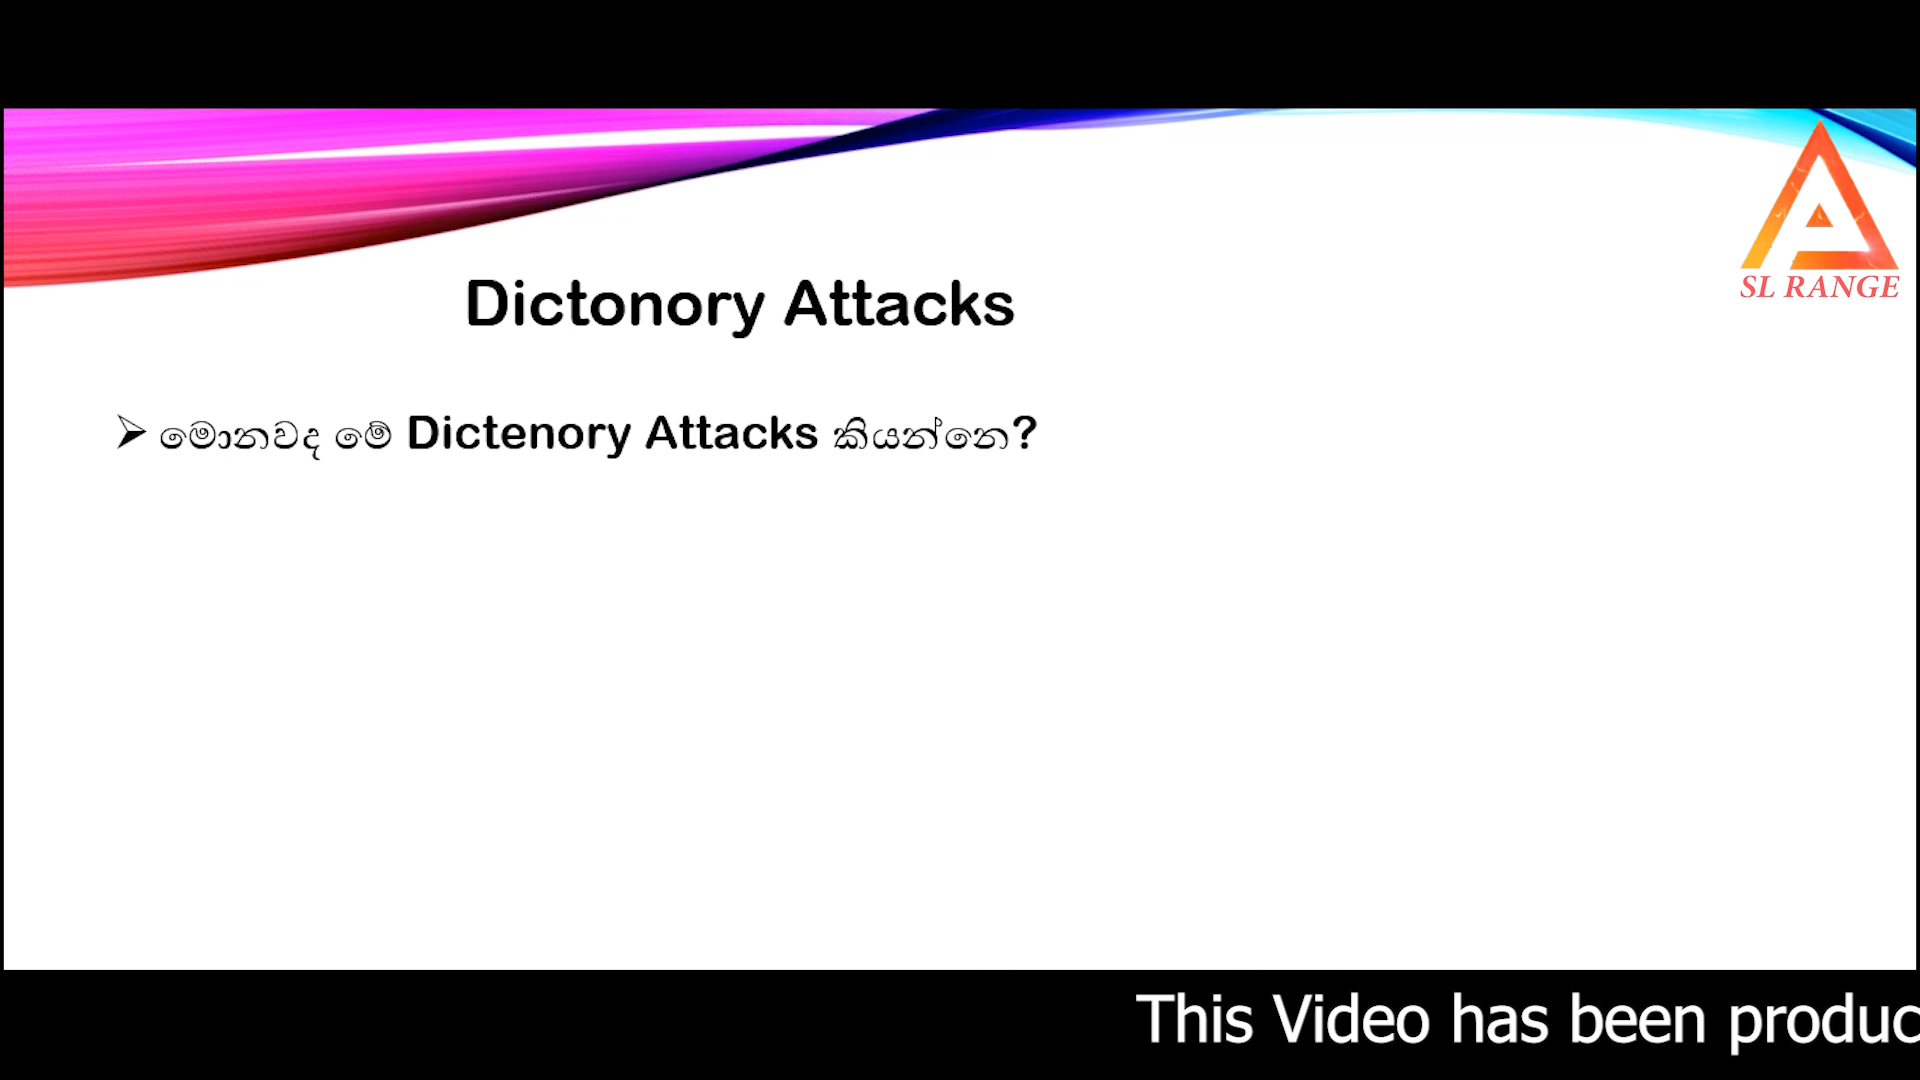 SL RANGE
Dictonory Attacks
මොනවද මේ Dictenory Attacks කියන්නෙ?
This Video has been produc